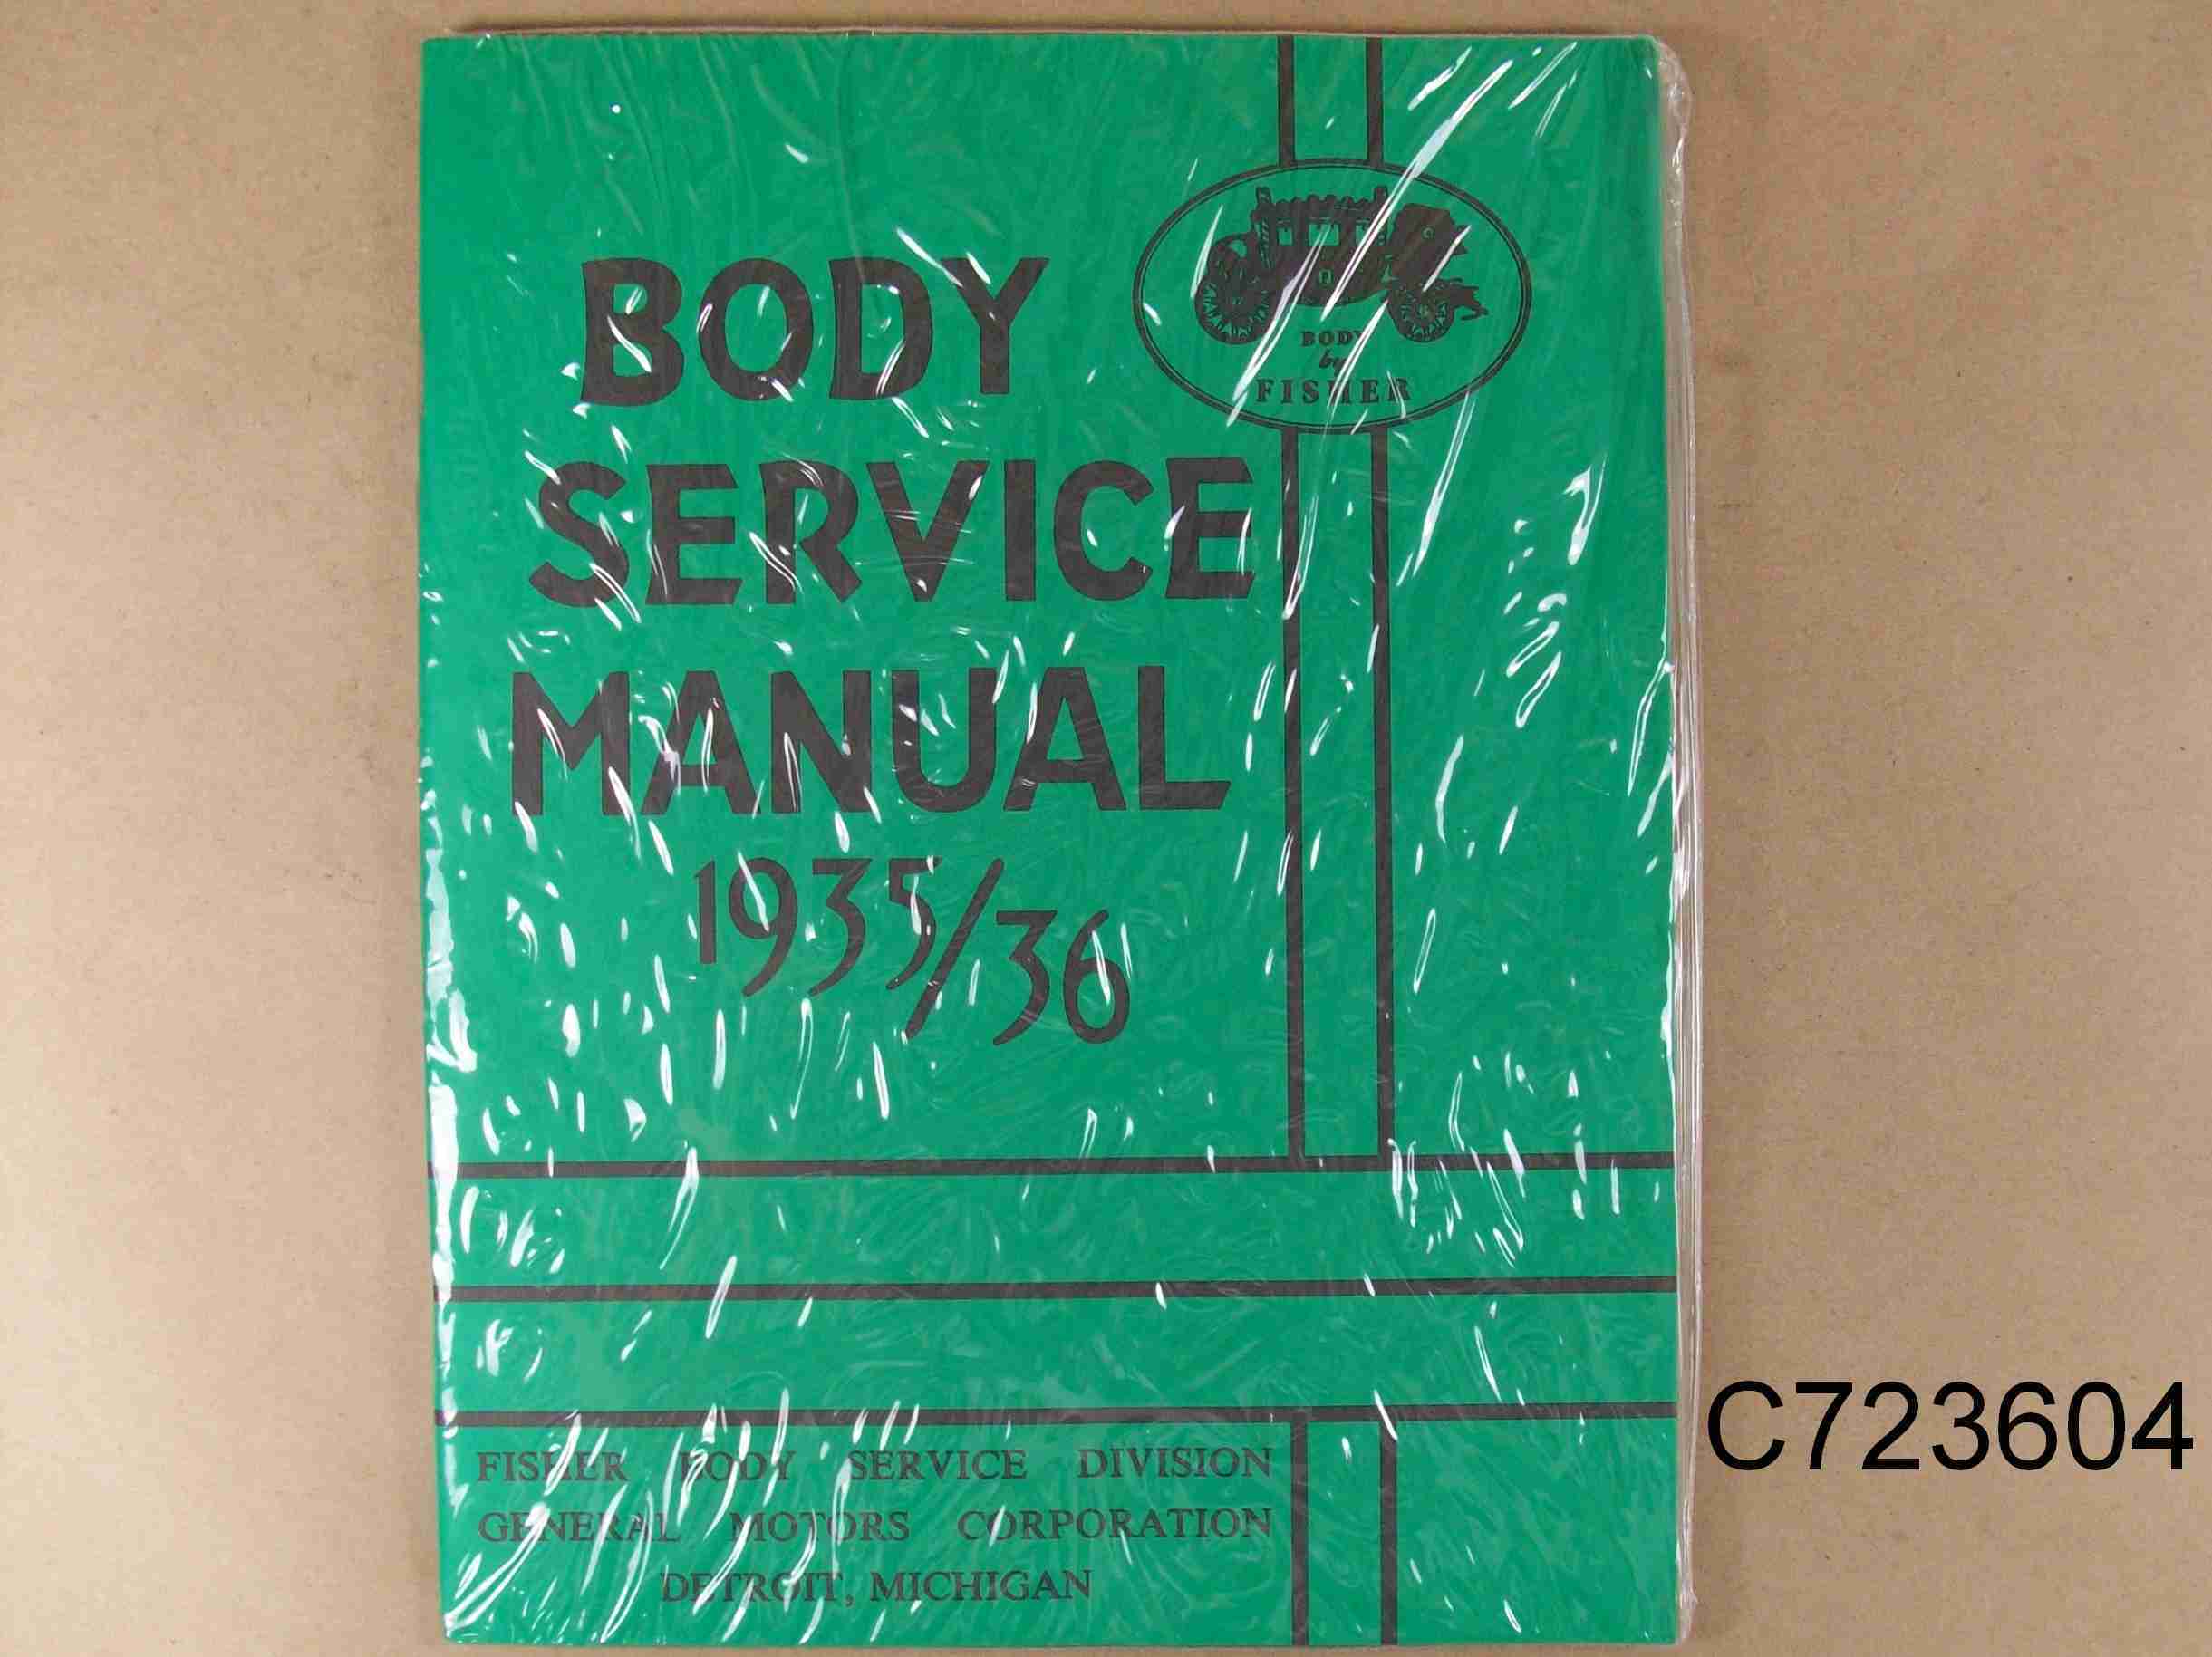 BODY
by
FISHER
BODY
SERVICE
MANUAL
1935/36
FISHER BODY SERVICE DIVISION
GENERAL MOTORS CORPORATION
DETROIT, MICHIGAN
C723604